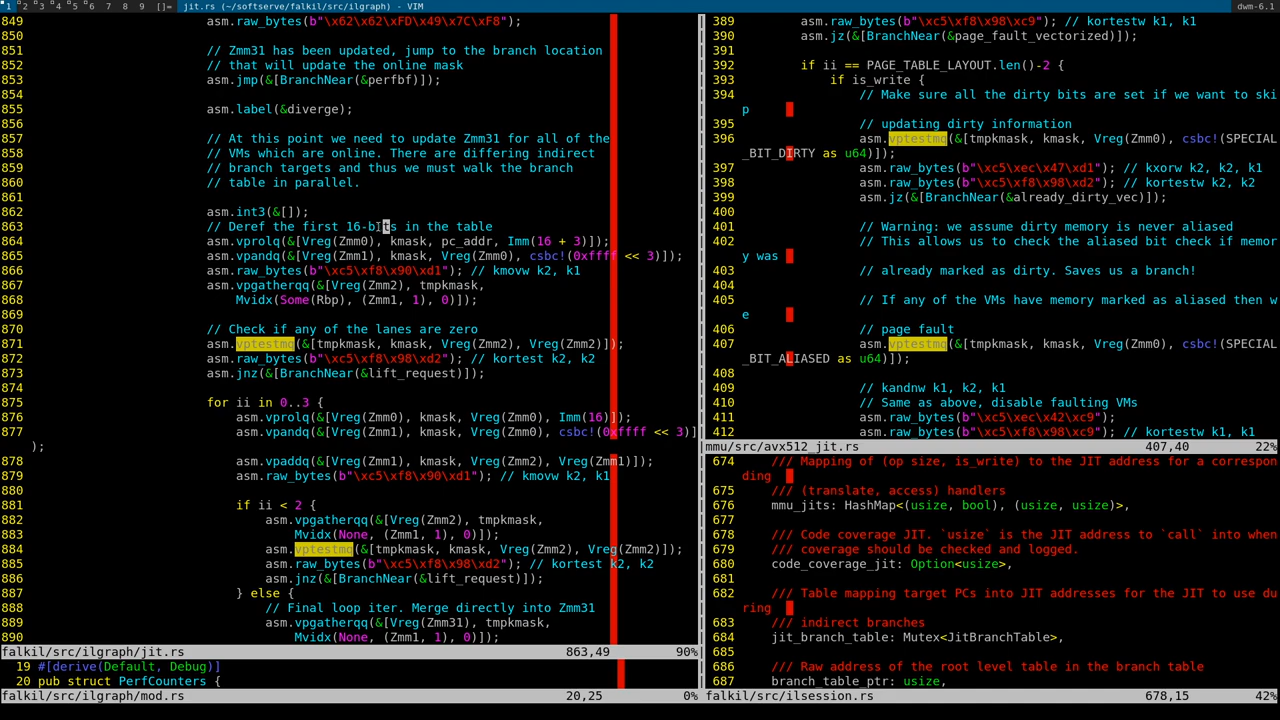 1 2 3 4 5 6 7 8 9 []= jit.rs (~/softserve/src/ilgraph) - VIM dwm-6.1
849 asm.raw_bytes(b"\x62\x62\xFD\x49\x7C\xF8");
850
851 // Zmm31 has been updated, jump to the branch location
852 // that will update the online mask
853 asm.jmp(&[BranchNear(&perfbf)]);
854
855 asm.label(&diverge);
856
857 // At this point we need to update Zmm31 for all of the
858 // VMs which are online. There are differing indirect
859 // branch targets and thus we must walk the branch
860 // table in parallel.
861
862 asm.int3(&[]);
863 // Deref the first 16-bits in the table
864 asm.vprolq(&[Vreg(Zmm0), kmask, pc_addr, Imm(16 + 3)]);
865 asm.vpandq(&[Vreg(Zmm1), kmask, Vreg(Zmm0), csbc!(0xffff << 3)]);
866 asm.raw_bytes(b"\xc5\xf8\x90\xd1"); // kmovw k2, k1
867 asm.vpgatherqq(&[Vreg(Zmm2), tmpkmask,
868 Mvidx(Some(Rbp), (Zmm1, 1), 0)]);
869
870 // Check if any of the lanes are zero
871 asm.vptestmq(&[tmpkmask, kmask, Vreg(Zmm2), Vreg(Zmm2)]);
872 asm.raw_bytes(b"\xc5\xf8\x98\xd2"); // kortest k2, k2
873 asm.jnz(&[BranchNear(&lift_request)]);
874
875 for ii in 0..3 {
876 asm.vprolq(&[Vreg(Zmm0), kmask, Vreg(Zmm0), Imm(16)]);
877 asm.vpandq(&[Vreg(Zmm1), kmask, Vreg(Zmm0), csbc!(0xffff << 3)]
);
878 asm.vpaddq(&[Vreg(Zmm1), kmask, Vreg(Zmm2), Vreg(Zmm1)]);
879 asm.raw_bytes(b"\xc5\xf8\x90\xd1"); // kmovw k2, k1
880
881 if ii < 2 {
882 asm.vpgatherqq(&[Vreg(Zmm2), tmpkmask,
883 Mvidx(None, (Zmm1, 1), 0)]);
884 asm.vptestmq(&[tmpkmask, kmask, Vreg(Zmm2), Vreg(Zmm2)]);
885 asm.raw_bytes(b"\xc5\xf8\x98\xd2"); // kortest k2, k2
886 asm.jnz(&[BranchNear(&lift_request)]);
887 } else {
888 // Final loop iter. Merge directly into Zmm31
889 asm.vpgatherqq(&[Vreg(Zmm31), tmpkmask,
890 Mvidx(None, (Zmm1, 1), 0)]);
falkil/src/ilgraph/jit.rs 863,49 90%
19 #[derive(Default, Debug)]
20 pub struct PerfCounters {
falkil/src/ilgraph/mod.rs 20,25 0%
389 asm.raw_bytes(b"\xc5\xf8\x98\xc9"); // kortestw k1, k1
390 asm.jz(&[BranchNear(&page_fault_vectorized)]);
391
392 if ii == PAGE_TABLE_LAYOUT.len()-2 {
393 if is_write {
394 // Make sure all the dirty bits are set if we want to ski
p
395 // updating dirty information
396 asm.vptestmq(&[tmpkmask, kmask, Vreg(Zmm0), csbc!(SPECIAL
_BIT_DIRTY as u64)]);
397 asm.raw_bytes(b"\xc5\xec\x47\xd1"); // kxorw k2, k2, k1
398 asm.raw_bytes(b"\xc5\xf8\x98\xd2"); // kortestw k2, k2
399 asm.jz(&[BranchNear(&already_dirty_vec)]);
400
401 // Warning: we assume dirty memory is never aliased
402 // This allows us to check the aliased bit check if memor
y was
403 // already marked as dirty. Saves us a branch!
404
405 // If any of the VMs have memory marked as aliased then w
e
406 // page fault
407 asm.vptestmq(&[tmpkmask, kmask, Vreg(Zmm0), csbc!(SPECIAL
_BIT_ALIASED as u64)]);
408
409 // kandnw k1, k2, k1
410 // Same as above, disable faulting VMs
411 asm.raw_bytes(b"\xc5\xec\x42\xc9");
412 asm.raw_bytes(b"\xc5\xf8\x98\xc9"); // kortestw k1, k1
mmu/src/avx512_jit.rs 407,40 22%
674 /// Mapping of (op size, is_write) to the JIT address for a correspon
ding
675 /// (translate, access) handlers
676 mmu_jits: HashMap<(usize, bool), (usize, usize)>,
677
678 /// Code coverage JIT. `usize` is the JIT address to `call` into when
679 /// coverage should be checked and logged.
680 code_coverage_jit: Option<usize>,
681
682 /// Table mapping target PCs into JIT addresses for the JIT to use du
ring
683 /// indirect branches
684 jit_branch_table: Mutex<JitBranchTable>,
685
686 /// Raw address of the root level table in the branch table
687 branch_table_ptr: usize,
falkil/src/ilsession.rs 678,15 42%